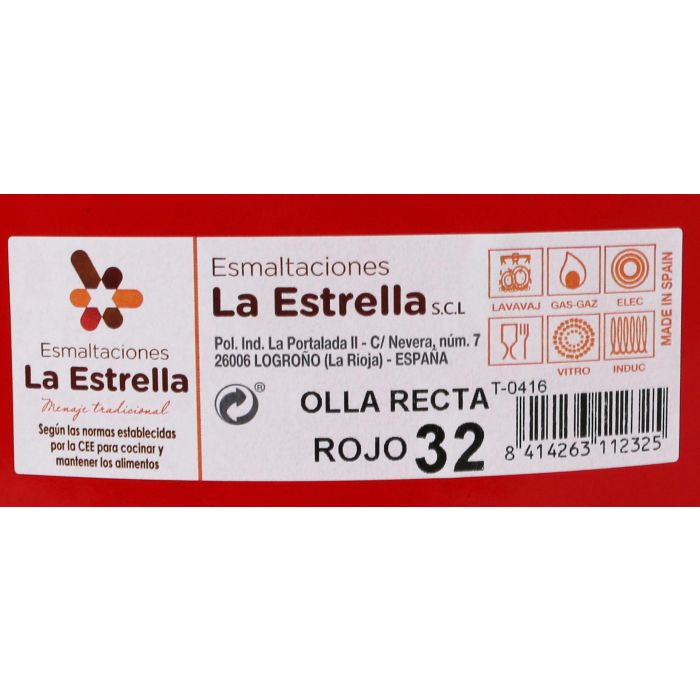 Esmaltaciones
La Estrella
Menaje tradicional
Según las normas establecidas
por la CEE para cocinar y
mantener los alimentos
Esmaltaciones
La Estrella S.C.L
Pol. Ind. La Portalada II - C/ Nevera, núm. 7
26006 LOGROÑO (La Rioja) - ESPAÑA
®
OLLA RECTA
ROJO 32
LAVAVAJ GAS-GAZ ELEC
VITRO INDUC
MADE IN SPAIN
T-0416
8 414263 112325